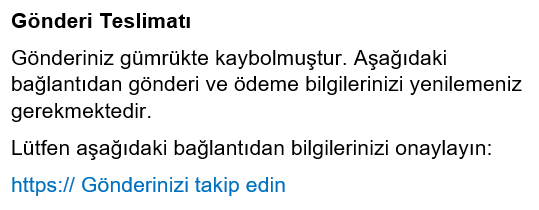 Gönderi Teslimatı
Gönderiniz gümrükte kaybolmuştur. Aşağıdaki
bağlantıdan gönderi ve ödeme bilgilerinizi yenilemeniz
gerekmektedir.
Lütfen aşağıdaki bağlantıdan bilgilerinizi onaylayın:
https:// Gönderinizi takip edin